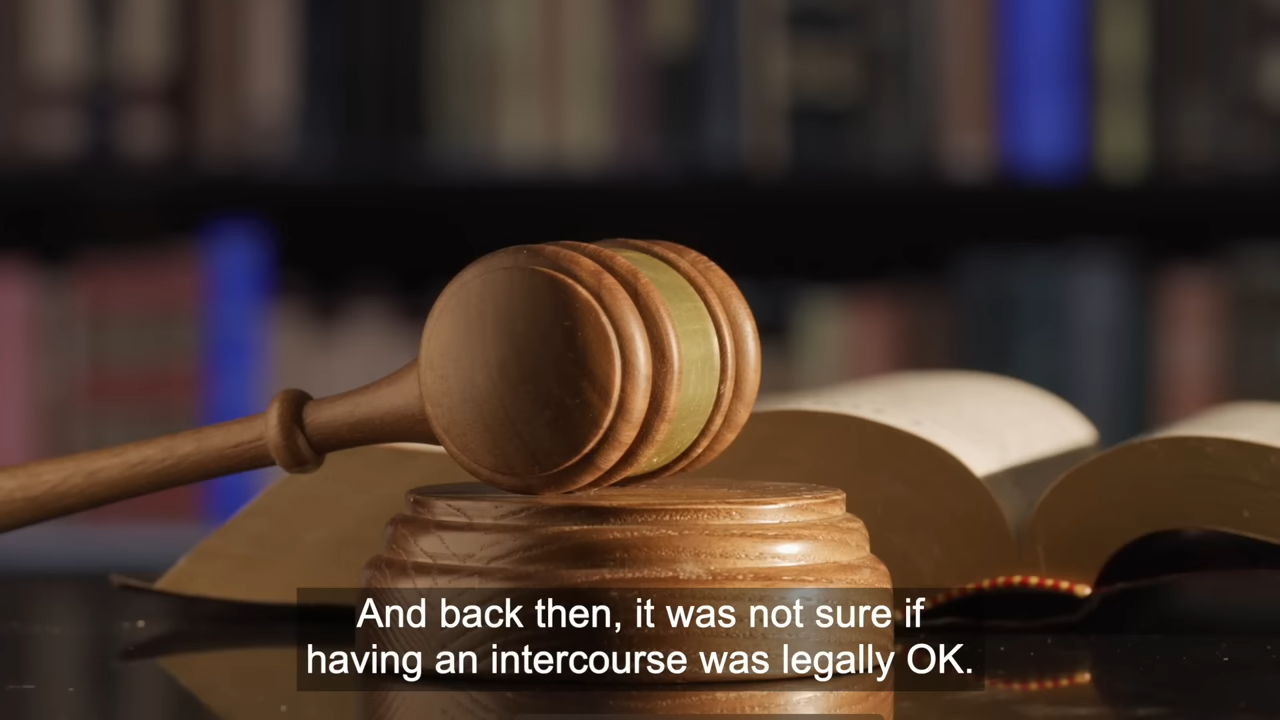 And back then, it was not sure if
having an intercourse was legally OK.